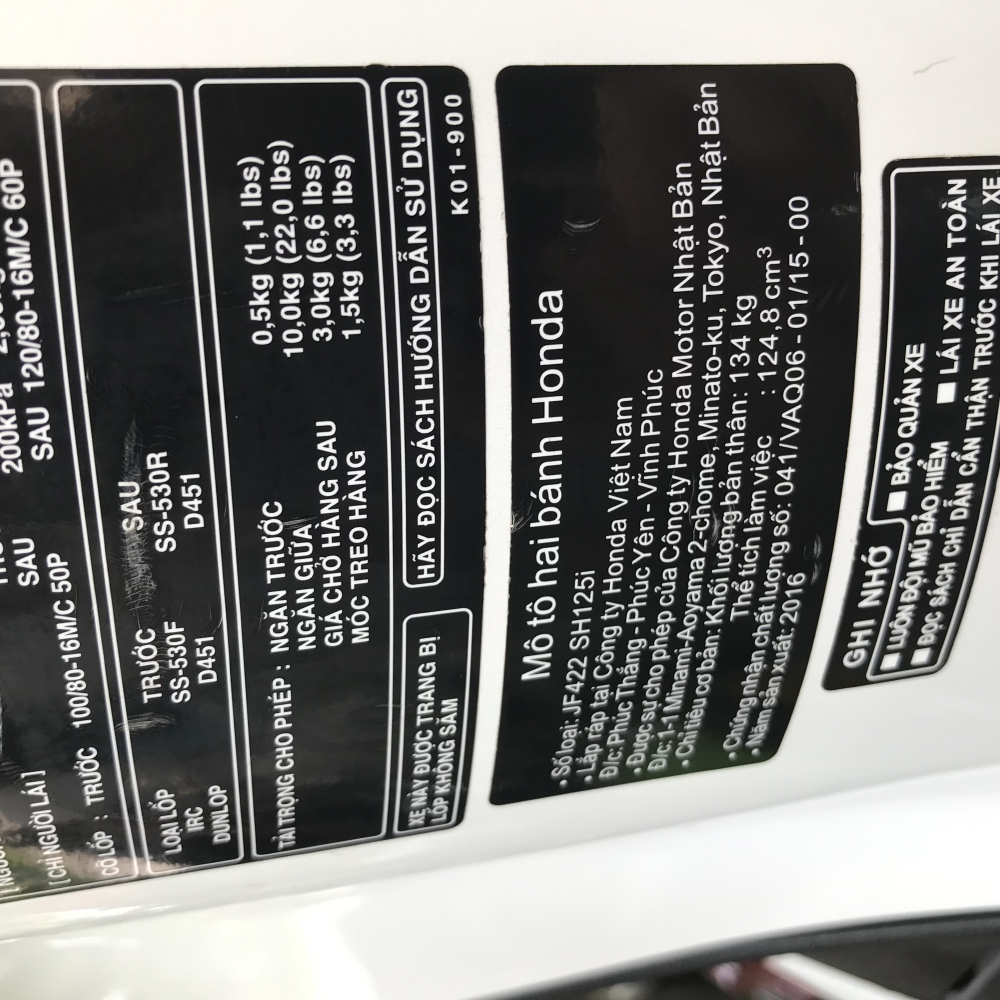 200kPa
SAU
SAU 120/80-16M/C 60P
[CHỈ NGƯỜI LÁI]
CỠ LỐP : TRƯỚC 100/80-16M/C 50P
LOẠI LỐP TRƯỚC SAU
IRC SS-530F SS-530R
DUNLOP D451 D451
TẢI TRỌNG CHO PHÉP : NGĂN TRƯỚC 0,5kg (1,1 lbs)
NGĂN GIỮA 10,0kg (22,0 lbs)
GIÁ CHỞ HÀNG SAU 3,0kg (6,6 lbs)
MÓC TREO HÀNG 1,5kg (3,3 lbs)
XE NÀY ĐƯỢC TRANG BỊ
LỐP KHÔNG SĂM
HÃY ĐỌC SÁCH HƯỚNG DẪN SỬ DỤNG
K01-900
Mô tô hai bánh Honda
• Số loại: JF422 SH125i
• Lắp ráp tại Công ty Honda Việt Nam
Đ/c: Phúc Thắng - Phúc Yên - Vĩnh Phúc
• Được sự cho phép của Công ty Honda Motor Nhật Bản
Đ/c: 1-1 Minami-Aoyama 2-chome, Minato-ku, Tokyo, Nhật Bản
• Chỉ tiêu cơ bản: Khối lượng bản thân: 134 kg
Thể tích làm việc : 124,8 cm³
• Chứng nhận chất lượng số: 041/VAQ06 - 01/15 - 00
• Năm sản xuất: 2016
GHI NHỚ
■ BẢO QUẢN XE
■ LUÔN ĐỘI MŨ BẢO HIỂM ■ LÁI XE AN TOÀN
■ ĐỌC SÁCH CHỈ DẪN CẨN THẬN TRƯỚC KHI LÁI XE